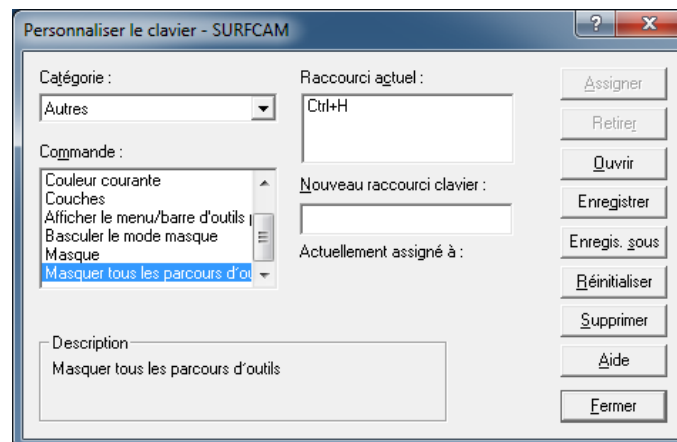 Personnaliser le clavier - SURFCAM
?
X
Catégorie :
Autres
Commande :
Couleur courante
Couches
Afficher le menu/barre d'outils
Basculer le mode masque
Masque
Masquer tous les parcours d'ou
Raccourci actuel :
Ctrl+H
Nouveau raccourci clavier :
Actuellement assigné à :
Assigner
Retirer
Ouvrir
Enregistrer
Enregis. sous
Réinitialiser
Supprimer
Aide
Fermer
Description
Masquer tous les parcours d'outils